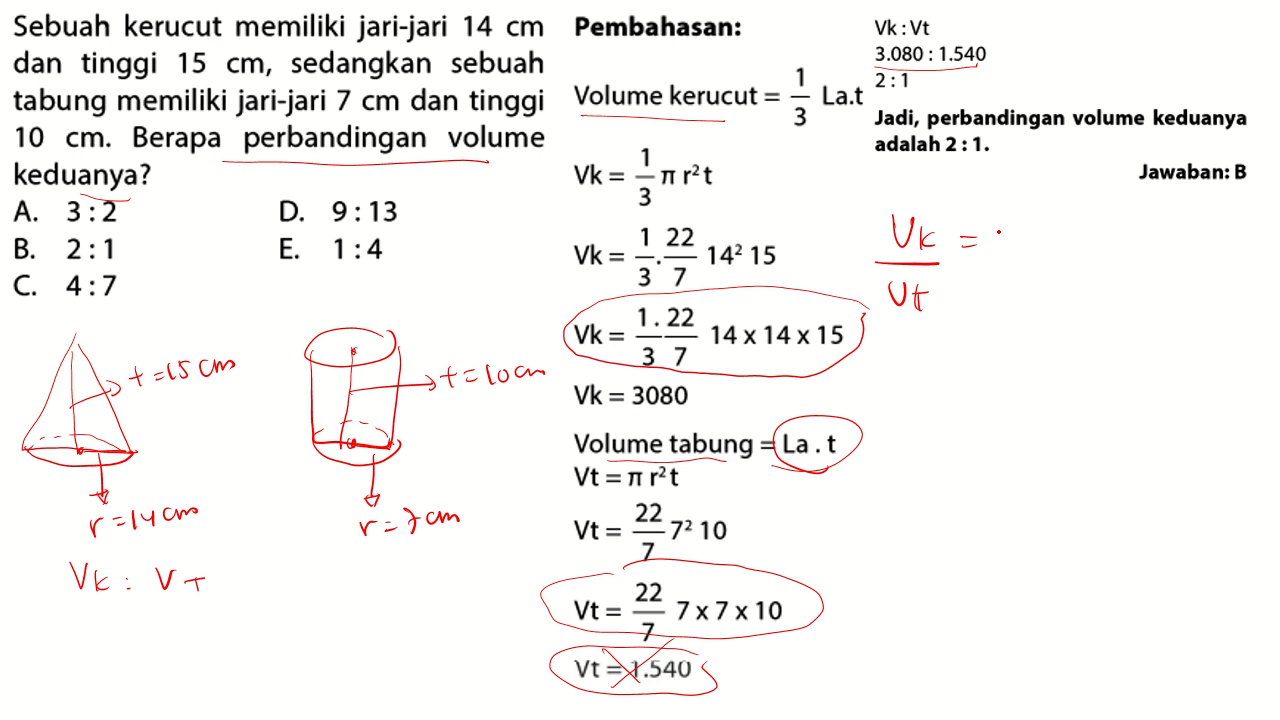 Sebuah kerucut memiliki jari-jari 14 cm
dan tinggi 15 cm, sedangkan sebuah
tabung memiliki jari-jari 7 cm dan tinggi
10 cm. Berapa perbandingan volume
keduanya?
A. 3 : 2
B. 2 : 1
C. 4 : 7
D. 9 : 13
E. 1 : 4
t=15 cm
r=14 cm
t=10 cm
r=7 cm
Vk : VT
Pembahasan:
Volume kerucut = 1/3 La.t
Vk = 1/3 π r² t
Vk = 1/3 . 22/7 14² 15
Vk = 1/3 . 22/7 14 x 14 x 15
Vk = 3080
Volume tabung = La . t
Vt = π r² t
Vt = 22/7 7² 10
Vt = 22/7 7 x 7 x 10
Vt = 1.540
Vk : Vt
3.080 : 1.540
2 : 1
Jadi, perbandingan volume keduanya
adalah 2 : 1.
Jawaban: B
Vk =
Vt